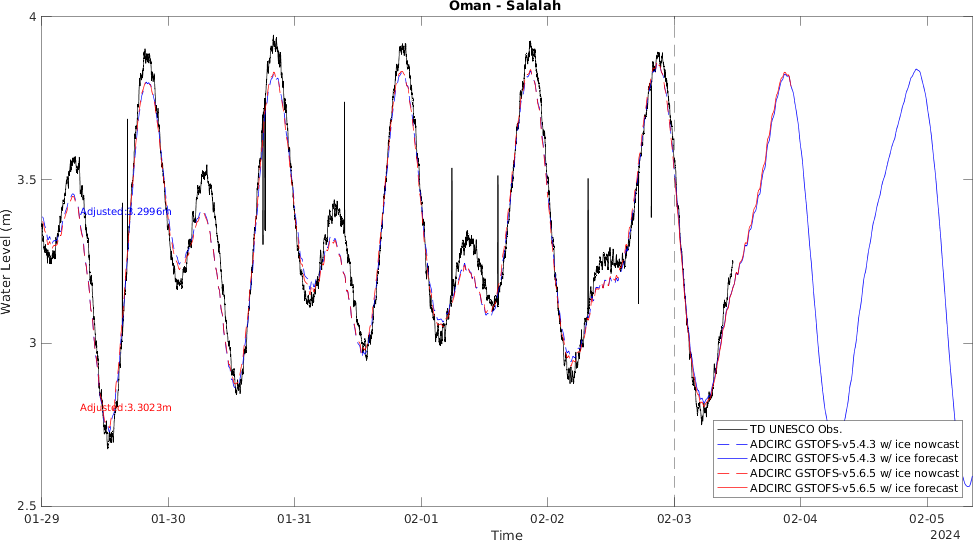 Oman - Salalah
4
3.5
3
2.5
Water Level (m)
Adjusted:3.2996m
Adjusted:3.3023m
TD UNESCO Obs.
ADCIRC GSTOFS-v5.4.3 w/ ice nowcast
ADCIRC GSTOFS-v5.4.3 w/ ice forecast
ADCIRC GSTOFS-v5.6.5 w/ ice nowcast
ADCIRC GSTOFS-v5.6.5 w/ ice forecast
01-29 01-30 01-31 02-01 02-02 02-03 02-04 02-05
Time
2024